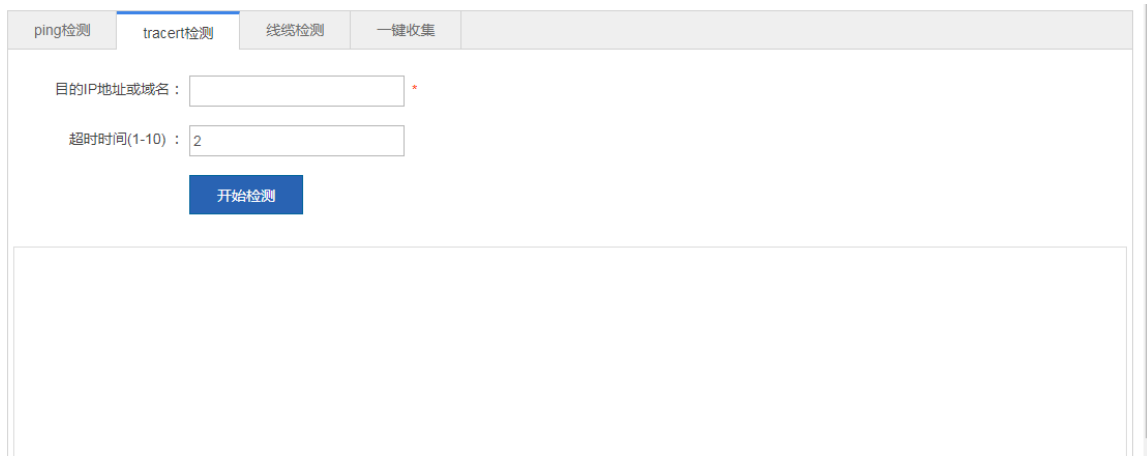 ping检测 tracert检测 线缆检测 一键收集
目的IP地址或域名： *
超时时间(1-10) ： 2
开始检测